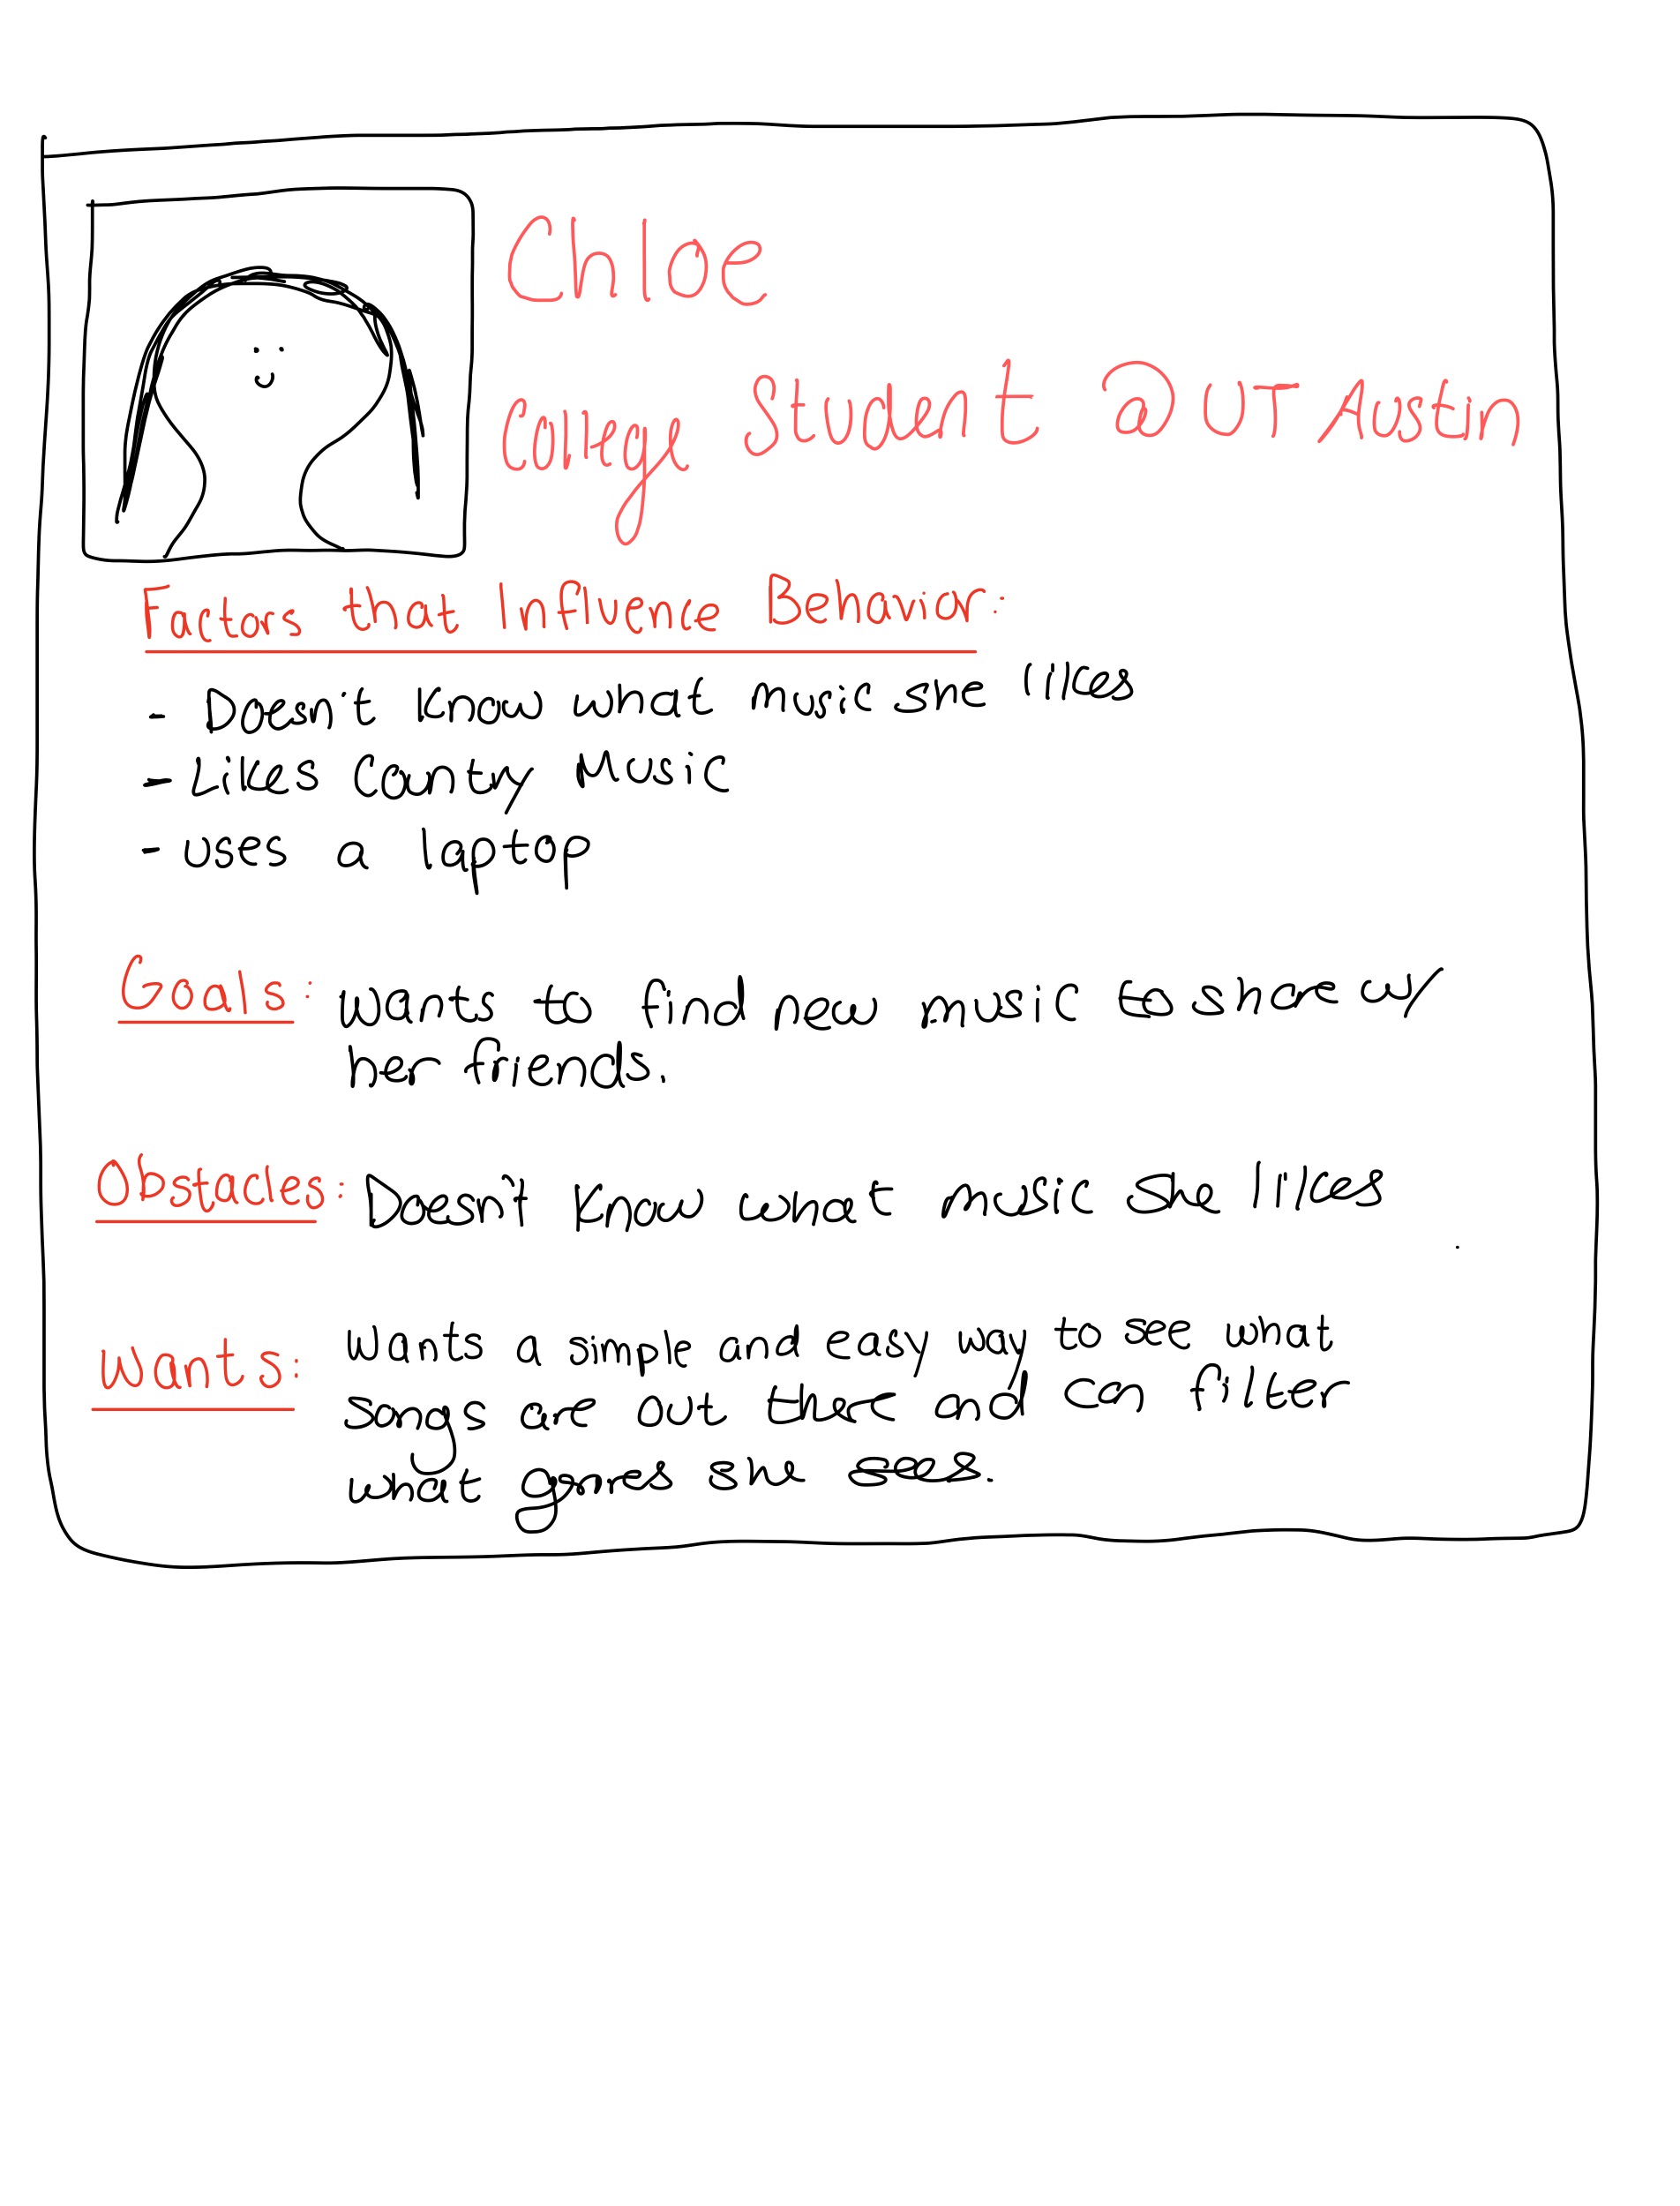 Chloe
College Student @ UT Austin
Factors that Influence Behavior:
- Doesn't know what music she likes
- Likes Country Music
- uses a laptop
Goals: Wants to find new music to share w/
her friends.
Obstacles: Doesn't know what music she likes
Wants: Wants a simple and easy way to see what
songs are out there and can filter
what genres she sees.